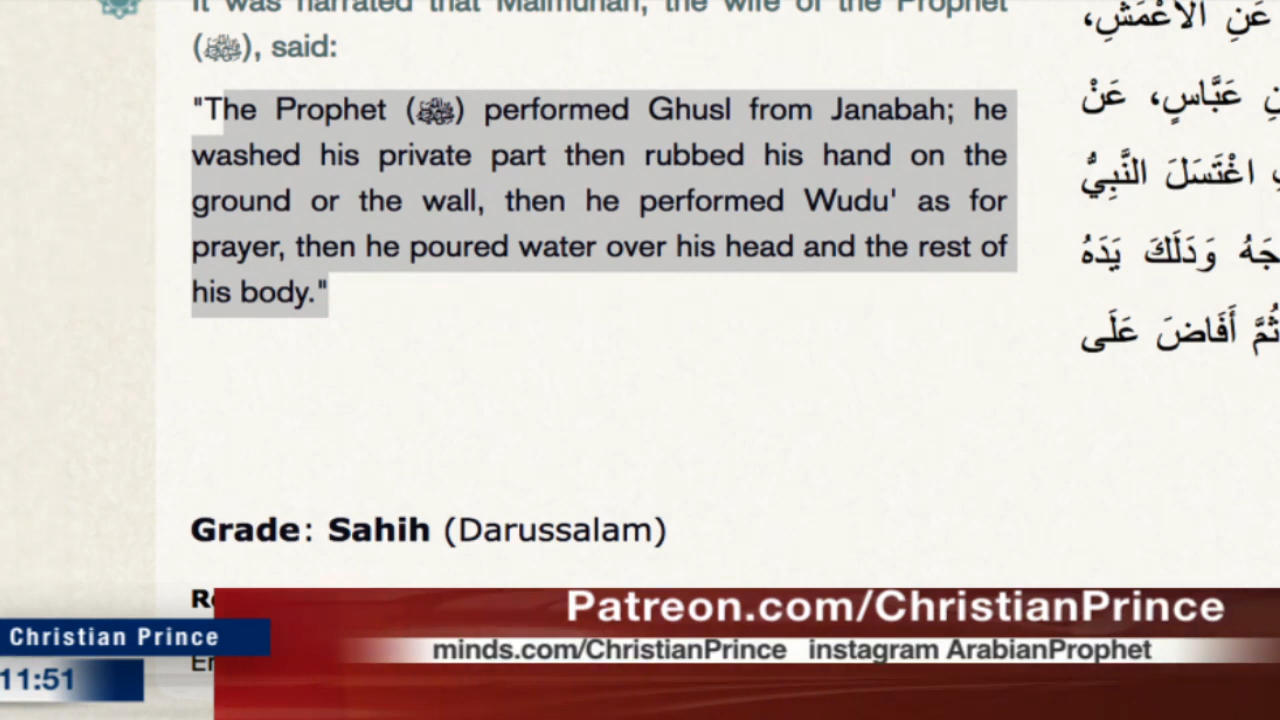 It was narrated that Maimunah, the wife of the Prophet
(ﷺ), said:
"The Prophet (ﷺ) performed Ghusl from Janabah; he
washed his private part then rubbed his hand on the
ground or the wall, then he performed Wudu' as for
prayer, then he poured water over his head and the rest of
his body."
عَنِ الأَعْمَشِ،
عَبَّاسٍ، عَنْ
اغْتَسَلَ النَّبِيُّ
وَدَلَكَ يَدَهُ
ثُمَّ أَفَاضَ عَلَى
Grade: Sahih (Darussalam)
Patreon.com/ChristianPrince
Christian Prince
minds.com/ChristianPrince instagram ArabianProphet
11:51